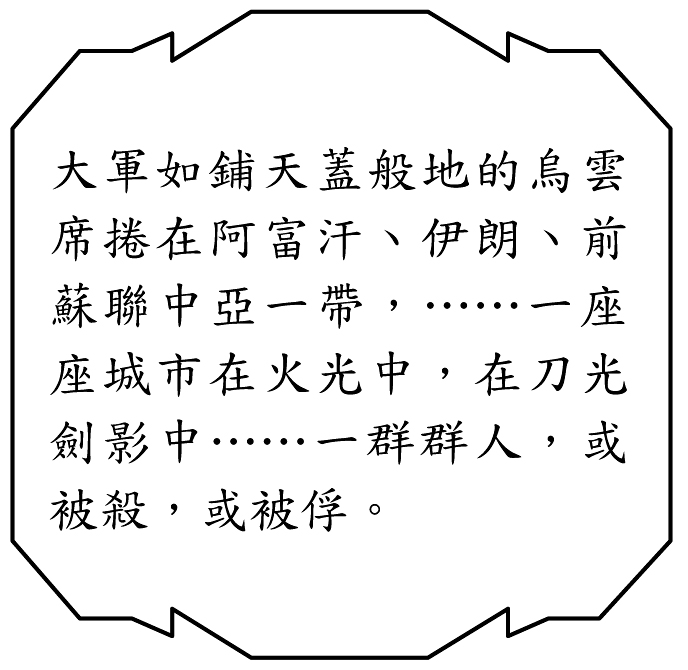 大軍如鋪天蓋般地的烏雲
席捲在阿富汗、伊朗、前
蘇聯中亞一帶，……一座
座城市在火光中，在刀光
劍影中……一群群人，或
被殺，或被俘。